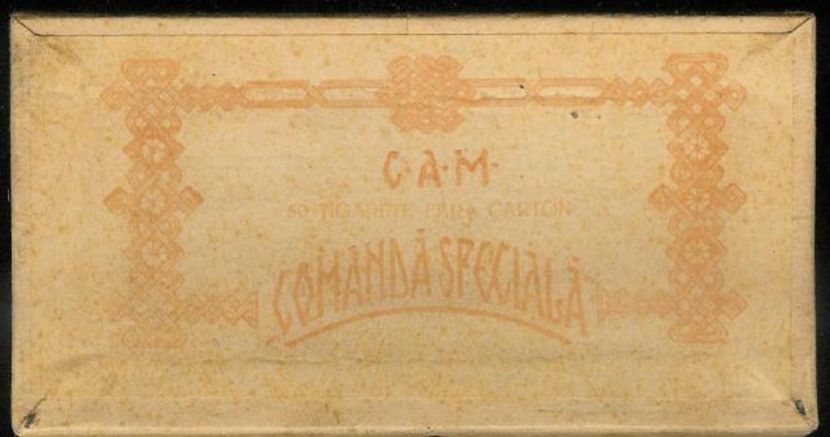 C·A·M·
50 TIGARETE FARA CARTON
COMANDĂ SPECIALĂ